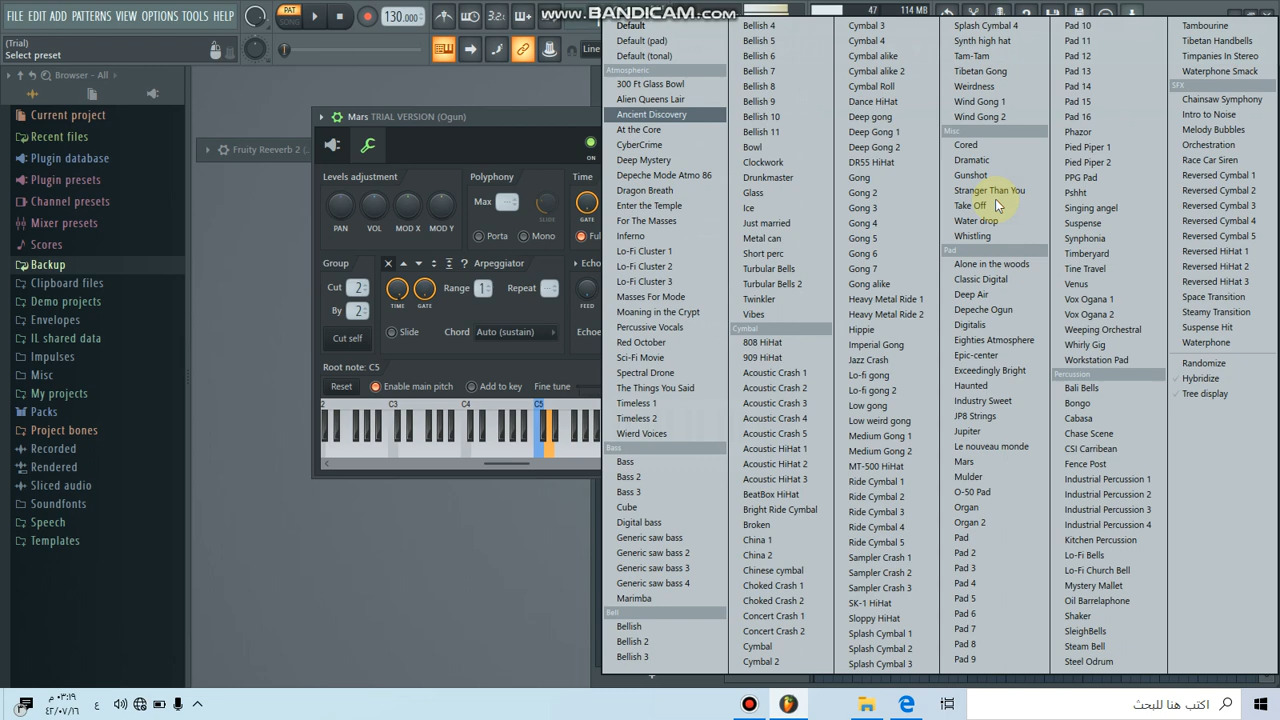 FILE EDIT ADD PATTERNS VIEW OPTIONS TOOLS HELP
PAT
SONG
130.000
www.BANDICAM.com
47
114 MB
(Trial)
Select preset
Line
Browser - All
Current project
Recent files
Plugin database
Plugin presets
Channel presets
Mixer presets
Scores
Backup
Clipboard files
Demo projects
Envelopes
IL shared data
Impulses
Misc
My projects
Packs
Project bones
Recorded
Rendered
Sliced audio
Soundfonts
Speech
Templates
Fruity Reeverb 2 (...
Mars TRIAL VERSION (Ogun)
ON
Levels adjustment
Polyphony
Time
Max
SLIDE
PAN
VOL
MOD X
MOD Y
GATE
Porta
Mono
Full
Group
Arpeggiator
Echo
Cut
2
By
2
TIME
GATE
Range
1
Repeat
FEED
Cut self
Slide
Chord
Auto (sustain)
Echoe
Root note: C5
Reset
Enable main pitch
Add to key
Fine tune
2
C3
C4
C5
Default
Default (pad)
Default (tonal)
Atmospheric
300 Ft Glass Bowl
Alien Queens Lair
Ancient Discovery
At the Core
CyberCrime
Deep Mystery
Depeche Mode Atmo 86
Dragon Breath
Enter the Temple
For The Masses
Inferno
Lo-Fi Cluster 1
Lo-Fi Cluster 2
Lo-Fi Cluster 3
Masses For Mode
Moaning in the Crypt
Percussive Vocals
Red October
Sci-Fi Movie
Spectral Drone
The Things You Said
Timeless 1
Timeless 2
Wierd Voices
Bass
Bass
Bass 2
Bass 3
Cube
Digital bass
Generic saw bass
Generic saw bass 2
Generic saw bass 3
Generic saw bass 4
Marimba
Bell
Bellish
Bellish 2
Bellish 3
Bellish 4
Bellish 5
Bellish 6
Bellish 7
Bellish 8
Bellish 9
Bellish 10
Bellish 11
Bowl
Clockwork
Drunkmaster
Glass
Ice
Just married
Metal can
Short perc
Turbular Bells
Turbular Bells 2
Twinkler
Vibes
Cymbal
808 HiHat
909 HiHat
Acoustic Crash 1
Acoustic Crash 2
Acoustic Crash 3
Acoustic Crash 4
Acoustic Crash 5
Acoustic HiHat 1
Acoustic HiHat 2
Acoustic HiHat 3
BeatBox HiHat
Bright Ride Cymbal
Broken
China 1
China 2
Chinese cymbal
Choked Crash 1
Choked Crash 2
Concert Crash 1
Concert Crash 2
Cymbal
Cymbal 2
Cymbal 3
Cymbal 4
Cymbal alike
Cymbal alike 2
Cymbal Roll
Dance HiHat
Deep gong
Deep Gong 1
Deep Gong 2
DR55 HiHat
Gong
Gong 2
Gong 3
Gong 4
Gong 5
Gong 6
Gong 7
Gong alike
Heavy Metal Ride 1
Heavy Metal Ride 2
Hippie
Imperial Gong
Jazz Crash
Lo-fi gong
Lo-fi gong 2
Low gong
Low weird gong
Medium Gong 1
Medium Gong 2
MT-500 HiHat
Ride Cymbal 1
Ride Cymbal 2
Ride Cymbal 3
Ride Cymbal 4
Ride Cymbal 5
Sampler Crash 1
Sampler Crash 2
Sampler Crash 3
SK-1 HiHat
Sloppy HiHat
Splash Cymbal 1
Splash Cymbal 2
Splash Cymbal 3
Splash Cymbal 4
Synth high hat
Tam-Tam
Tibetan Gong
Weirdness
Wind Gong 1
Wind Gong 2
Misc
Cored
Dramatic
Gunshot
Stranger Than You
Take Off
Water drop
Whistling
Pad
Alone in the woods
Classic Digital
Deep Air
Depeche Ogun
Digitalis
Eighties Atmosphere
Epic-center
Exceedingly Bright
Haunted
Industry Sweet
JP8 Strings
Jupiter
Le nouveau monde
Mars
Mulder
O-50 Pad
Organ
Organ 2
Pad
Pad 2
Pad 3
Pad 4
Pad 5
Pad 6
Pad 7
Pad 8
Pad 9
Pad 10
Pad 11
Pad 12
Pad 13
Pad 14
Pad 15
Pad 16
Phazor
Pied Piper 1
Pied Piper 2
PPG Pad
Pshht
Singing angel
Suspense
Synphonia
Timberyard
Tine Travel
Venus
Vox Ogana 1
Vox Ogana 2
Weeping Orchestral
Whirly Gig
Workstation Pad
Percussion
Bali Bells
Bongo
Cabasa
Chase Scene
CSI Carribean
Fence Post
Industrial Percussion 1
Industrial Percussion 2
Industrial Percussion 3
Industrial Percussion 4
Kitchen Percussion
Lo-Fi Bells
Lo-Fi Church Bell
Mystery Mallet
Oil Barrelaphone
Shaker
SleighBells
Steam Bell
Steel Odrum
Tambourine
Tibetan Handbells
Timpanies In Stereo
Waterphone Smack
SFX
Chainsaw Symphony
Intro to Noise
Melody Bubbles
Orchestration
Race Car Siren
Reversed Cymbal 1
Reversed Cymbal 2
Reversed Cymbal 3
Reversed Cymbal 4
Reversed Cymbal 5
Reversed HiHat 1
Reversed HiHat 2
Reversed HiHat 3
Space Transition
Steamy Transition
Suspense Hit
Waterphone
Randomize
Hybridize
Tree display
٠٣:١٩ م
٤٢/٠٧/١٦
ع
اكتب هنا للبحث